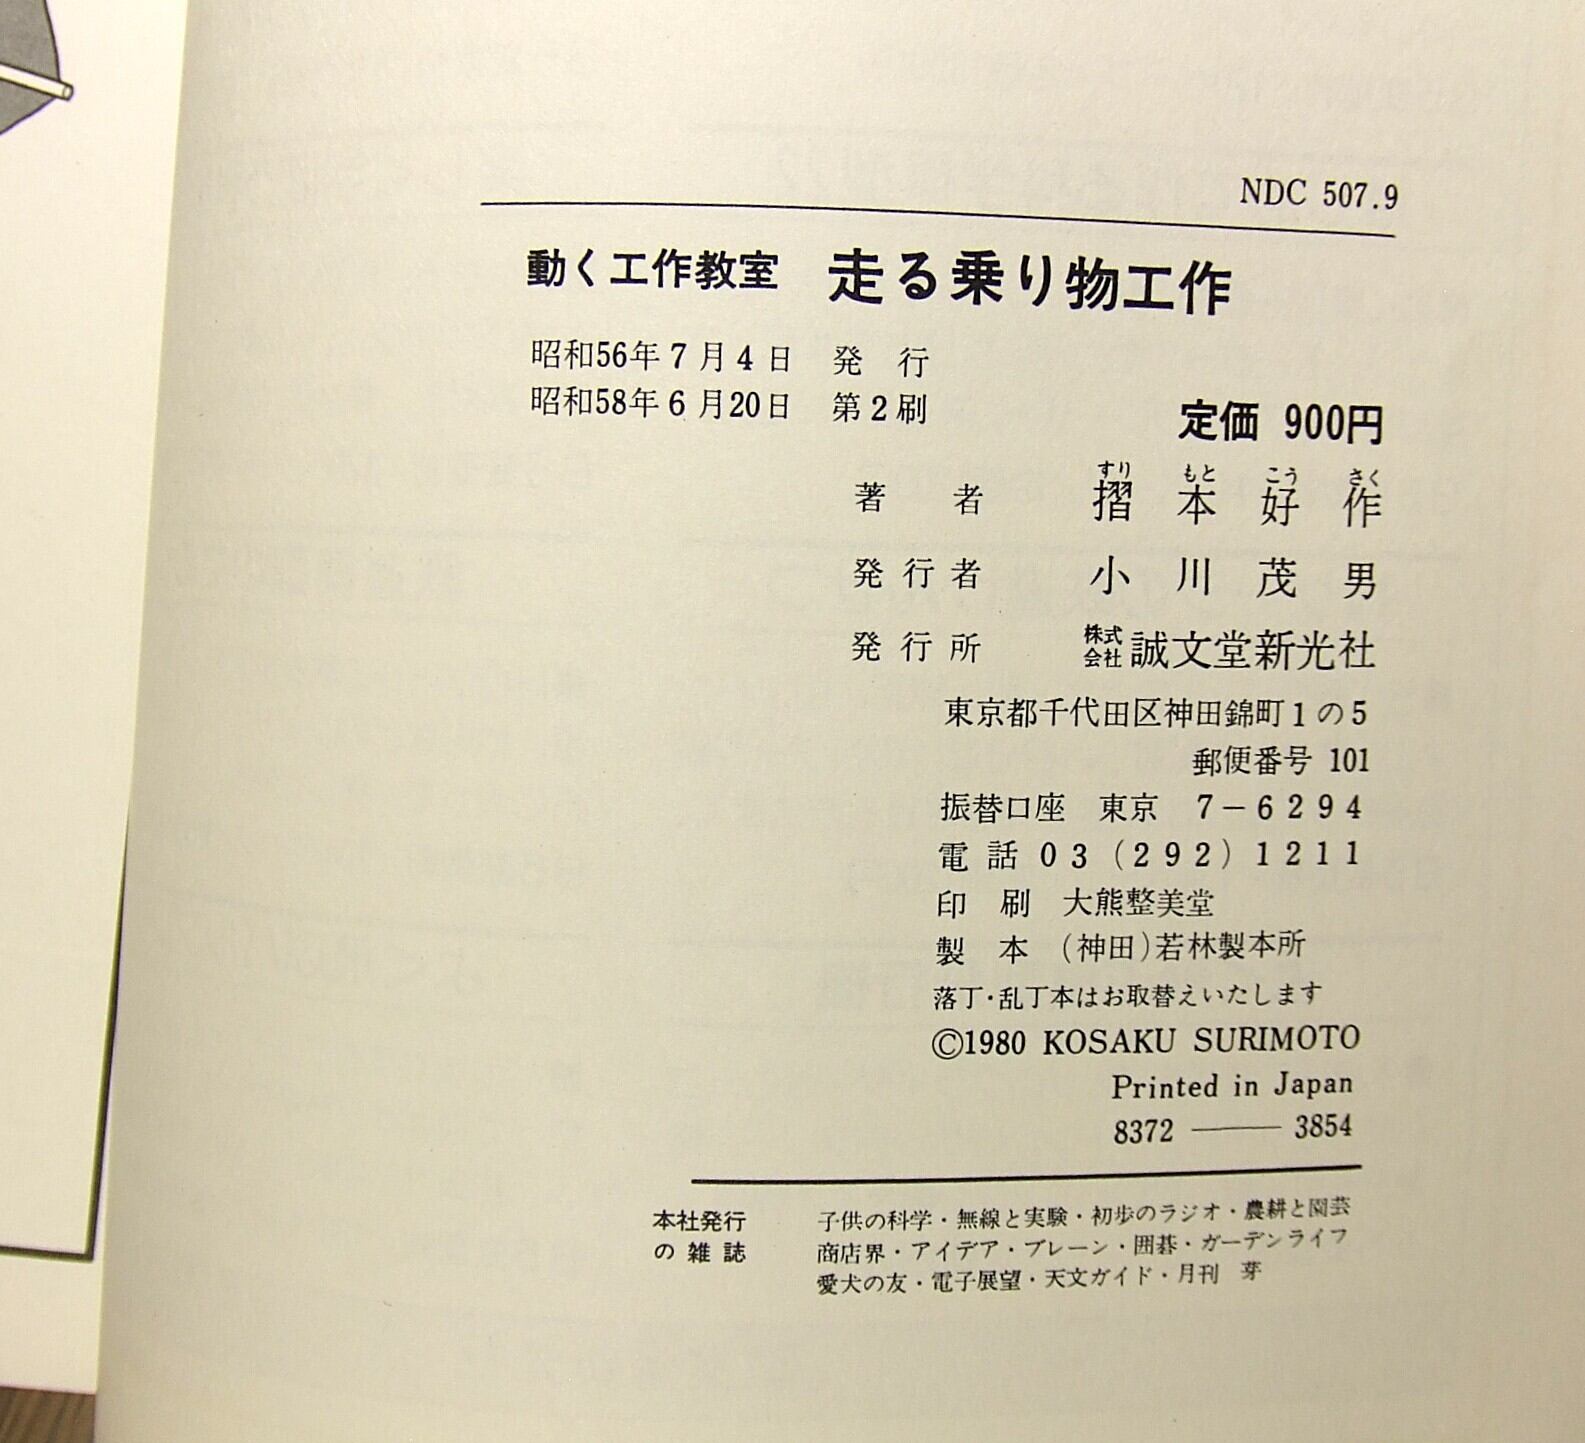 NDC 507.9
動く工作教室 走る乗り物工作
昭和56年7月4日 発行
昭和58年6月20日 第2刷
定価 900円
すり もと こう さく
著者 摺本好作
発行者 小川茂男
発行所 株式会社 誠文堂新光社
東京都千代田区神田錦町1の5
郵便番号 101
振替口座 東京 7-6294
電話 03(292)1211
印刷 大熊整美堂
製本 (神田)若林製本所
落丁・乱丁本はお取替えいたします
©1980 KOSAKU SURIMOTO
Printed in Japan
8372 — 3854
本社発行の雑誌
子供の科学・無線と実験・初歩のラジオ・農耕と園芸
商店界・アイデア・ブレーン・囲碁・ガーデンライフ
愛犬の友・電子展望・天文ガイド・月刊 芽